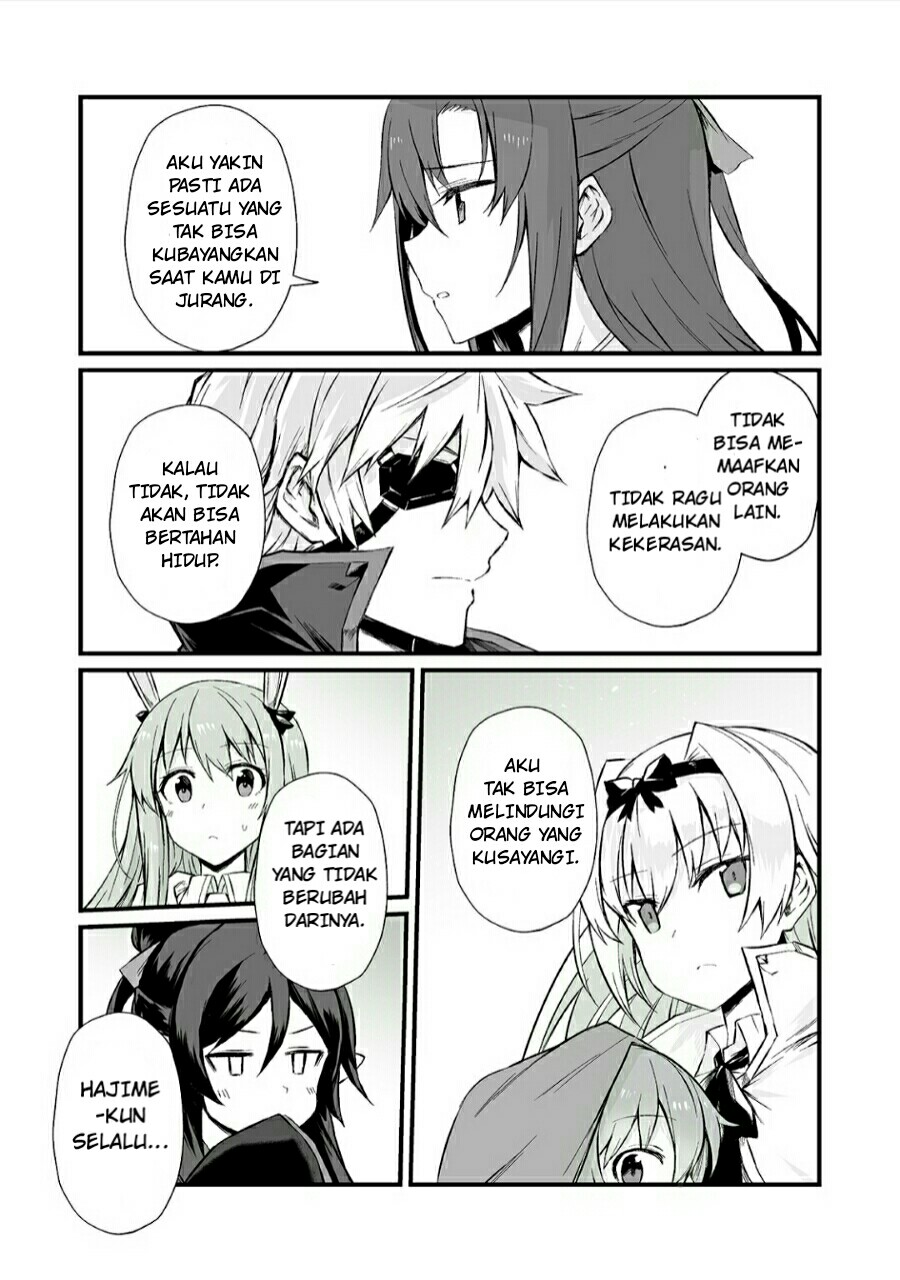 AKU YAKIN
PASTI ADA
SESUATU YANG
TAK BISA
KUBAYANGKAN
SAAT KAMU DI
JURANG.
TIDAK
BISA ME-
MAAFKAN
ORANG
LAIN.
TIDAK RAGU
MELAKUKAN
KEKERASAN.
KALAU
TIDAK, TIDAK
AKAN BISA
BERTAHAN
HIDUP.
AKU
TAK BISA
MELINDUNGI
ORANG YANG
KUSAYANGI.
TAPI ADA
BAGIAN
YANG TIDAK
BERUBAH
DARINYA.
HAJIME
-KUN
SELALU...